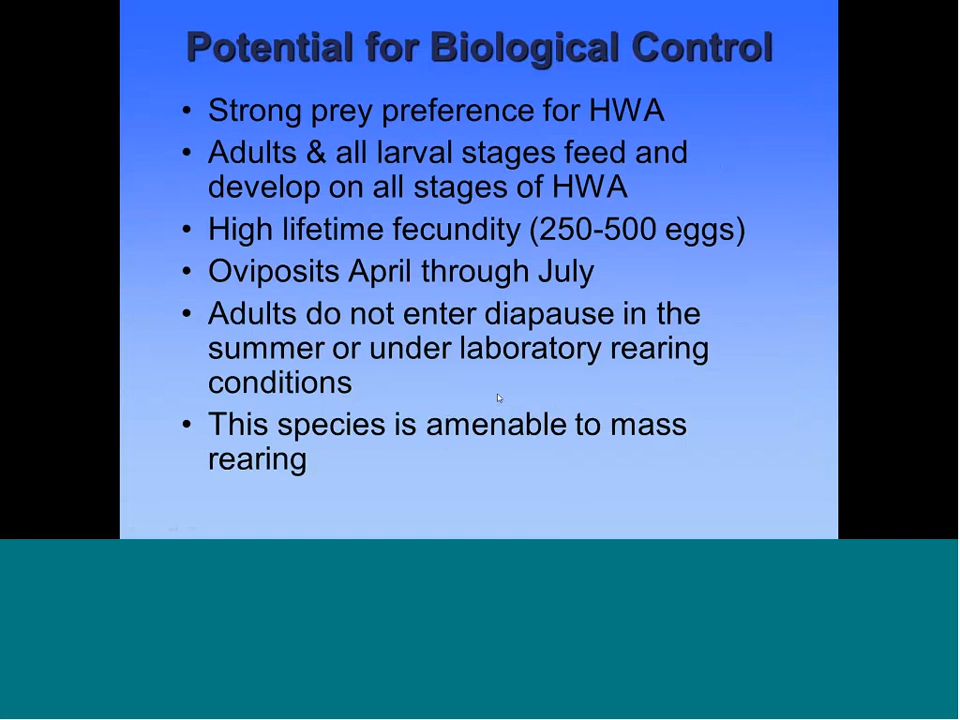 Potential for Biological Control
• Strong prey preference for HWA
• Adults & all larval stages feed and
develop on all stages of HWA
• High lifetime fecundity (250-500 eggs)
• Oviposits April through July
• Adults do not enter diapause in the
summer or under laboratory rearing
conditions
• This species is amenable to mass
rearing